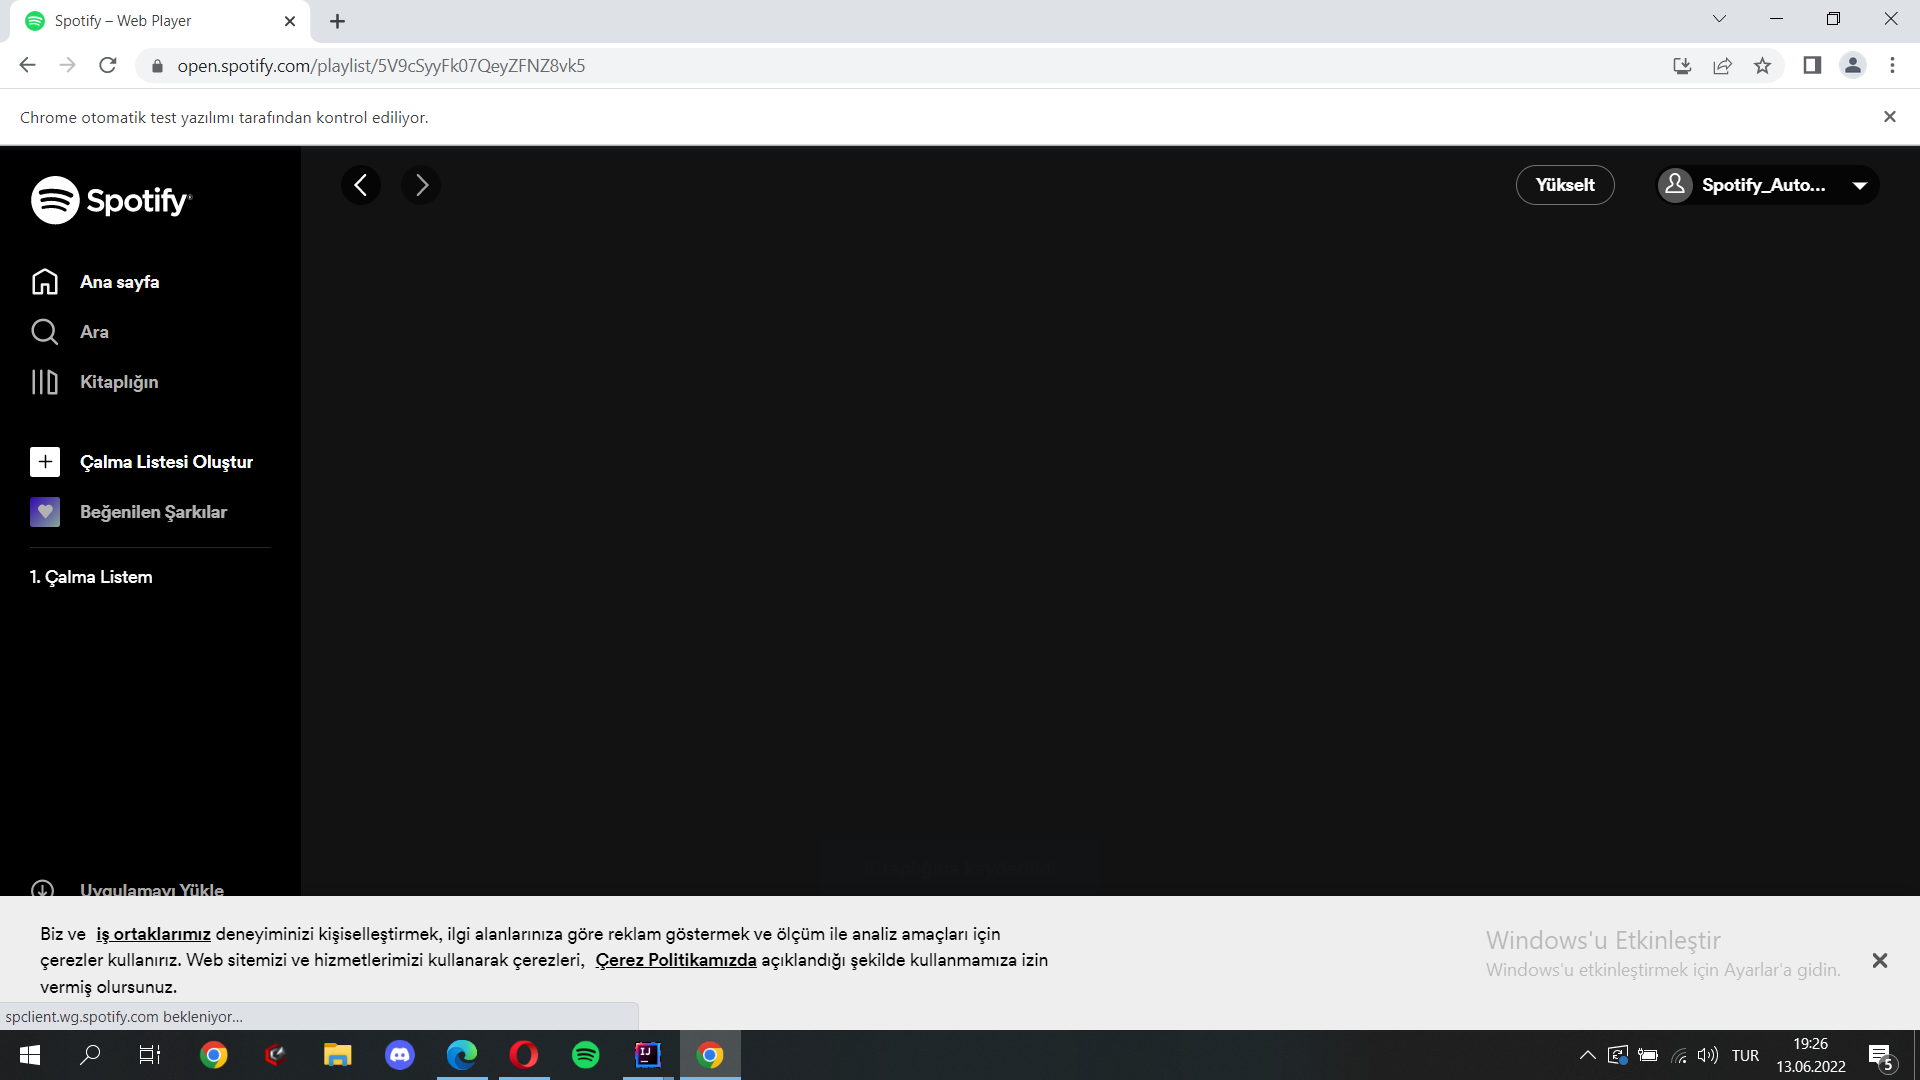 Spotify – Web Player
open.spotify.com/playlist/5V9cSyyFk07QeyZFNZ8vk5
Chrome otomatik test yazılımı tarafından kontrol ediliyor.
Spotify
Yükselt
Spotify_Auto...
Ana sayfa
Ara
Kitaplığın
Çalma Listesi Oluştur
Beğenilen Şarkılar
1. Çalma Listem
Uygulamayı Yükle
Biz ve iş ortaklarımız deneyiminizi kişiselleştirmek, ilgi alanlarınıza göre reklam göstermek ve ölçüm ile analiz amaçları için
çerezler kullanırız. Web sitemizi ve hizmetlerimizi kullanarak çerezleri, Çerez Politikamızda açıklandığı şekilde kullanmamıza izin
vermiş olursunuz.
Windows'u Etkinleştir
Windows'u etkinleştirmek için Ayarlar'a gidin.
spclient.wg.spotify.com bekleniyor...
IJ
TUR
19:26
13.06.2022
5